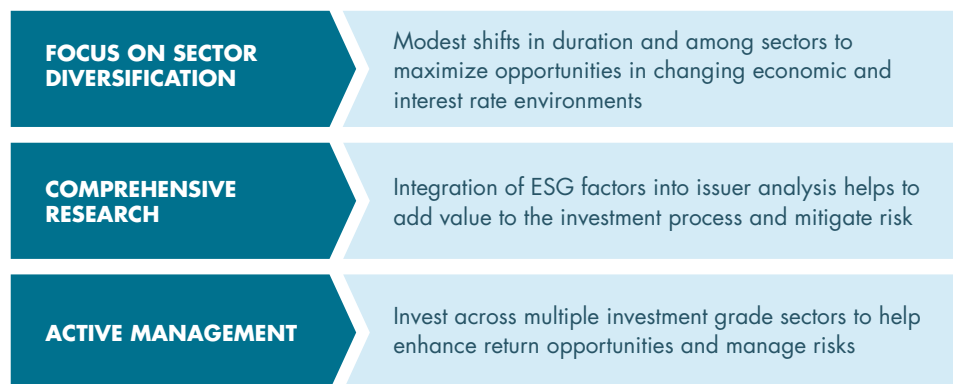 FOCUS ON SECTOR
DIVERSIFICATION
Modest shifts in duration and among sectors to
maximize opportunities in changing economic and
interest rate environments
COMPREHENSIVE
RESEARCH
Integration of ESG factors into issuer analysis helps to
add value to the investment process and mitigate risk
ACTIVE MANAGEMENT
Invest across multiple investment grade sectors to help
enhance return opportunities and manage risks